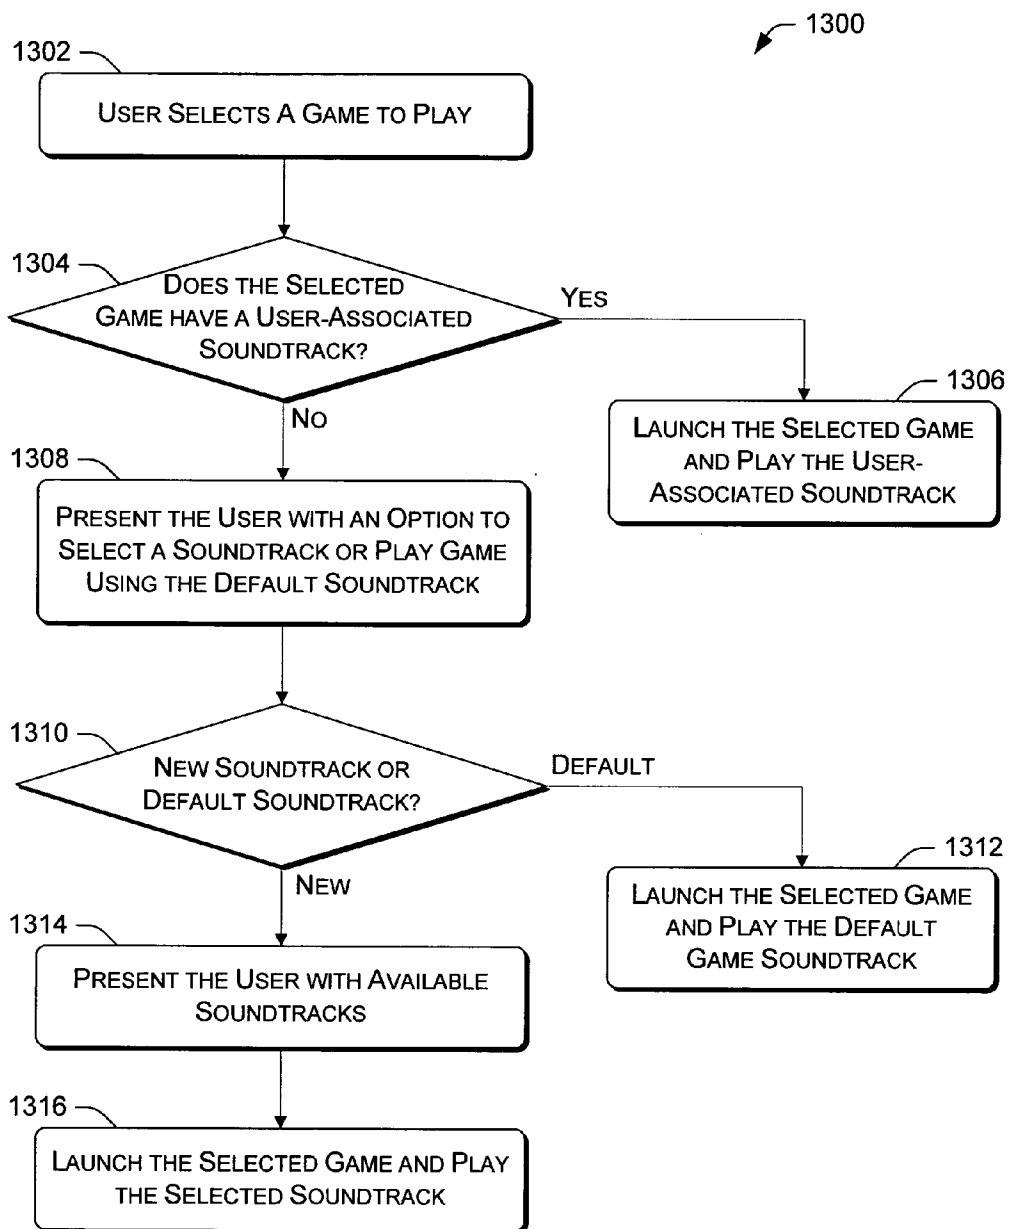 1300
1302
USER SELECTS A GAME TO PLAY
1304
DOES THE SELECTED
GAME HAVE A USER-ASSOCIATED
SOUNDTRACK?
YES
NO
1306
LAUNCH THE SELECTED GAME
AND PLAY THE USER-
ASSOCIATED SOUNDTRACK
1308
PRESENT THE USER WITH AN OPTION TO
SELECT A SOUNDTRACK OR PLAY GAME
USING THE DEFAULT SOUNDTRACK
1310
NEW SOUNDTRACK OR
DEFAULT SOUNDTRACK?
DEFAULT
NEW
1312
LAUNCH THE SELECTED GAME
AND PLAY THE DEFAULT
GAME SOUNDTRACK
1314
PRESENT THE USER WITH AVAILABLE
SOUNDTRACKS
1316
LAUNCH THE SELECTED GAME AND PLAY
THE SELECTED SOUNDTRACK